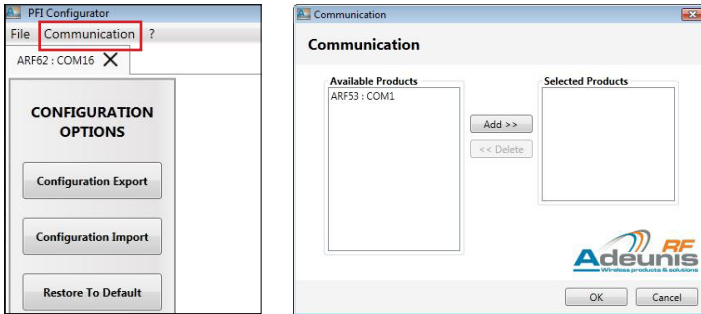 PFI Configurator
File Communication ?
ARF62 : COM16
CONFIGURATION
OPTIONS
Configuration Export
Configuration Import
Restore To Default
Communication
Communication
Available Products
ARF53 : COM1
Add >>
<< Delete
Selected Products
Adeunis RF
Wireless products & solutions
OK Cancel